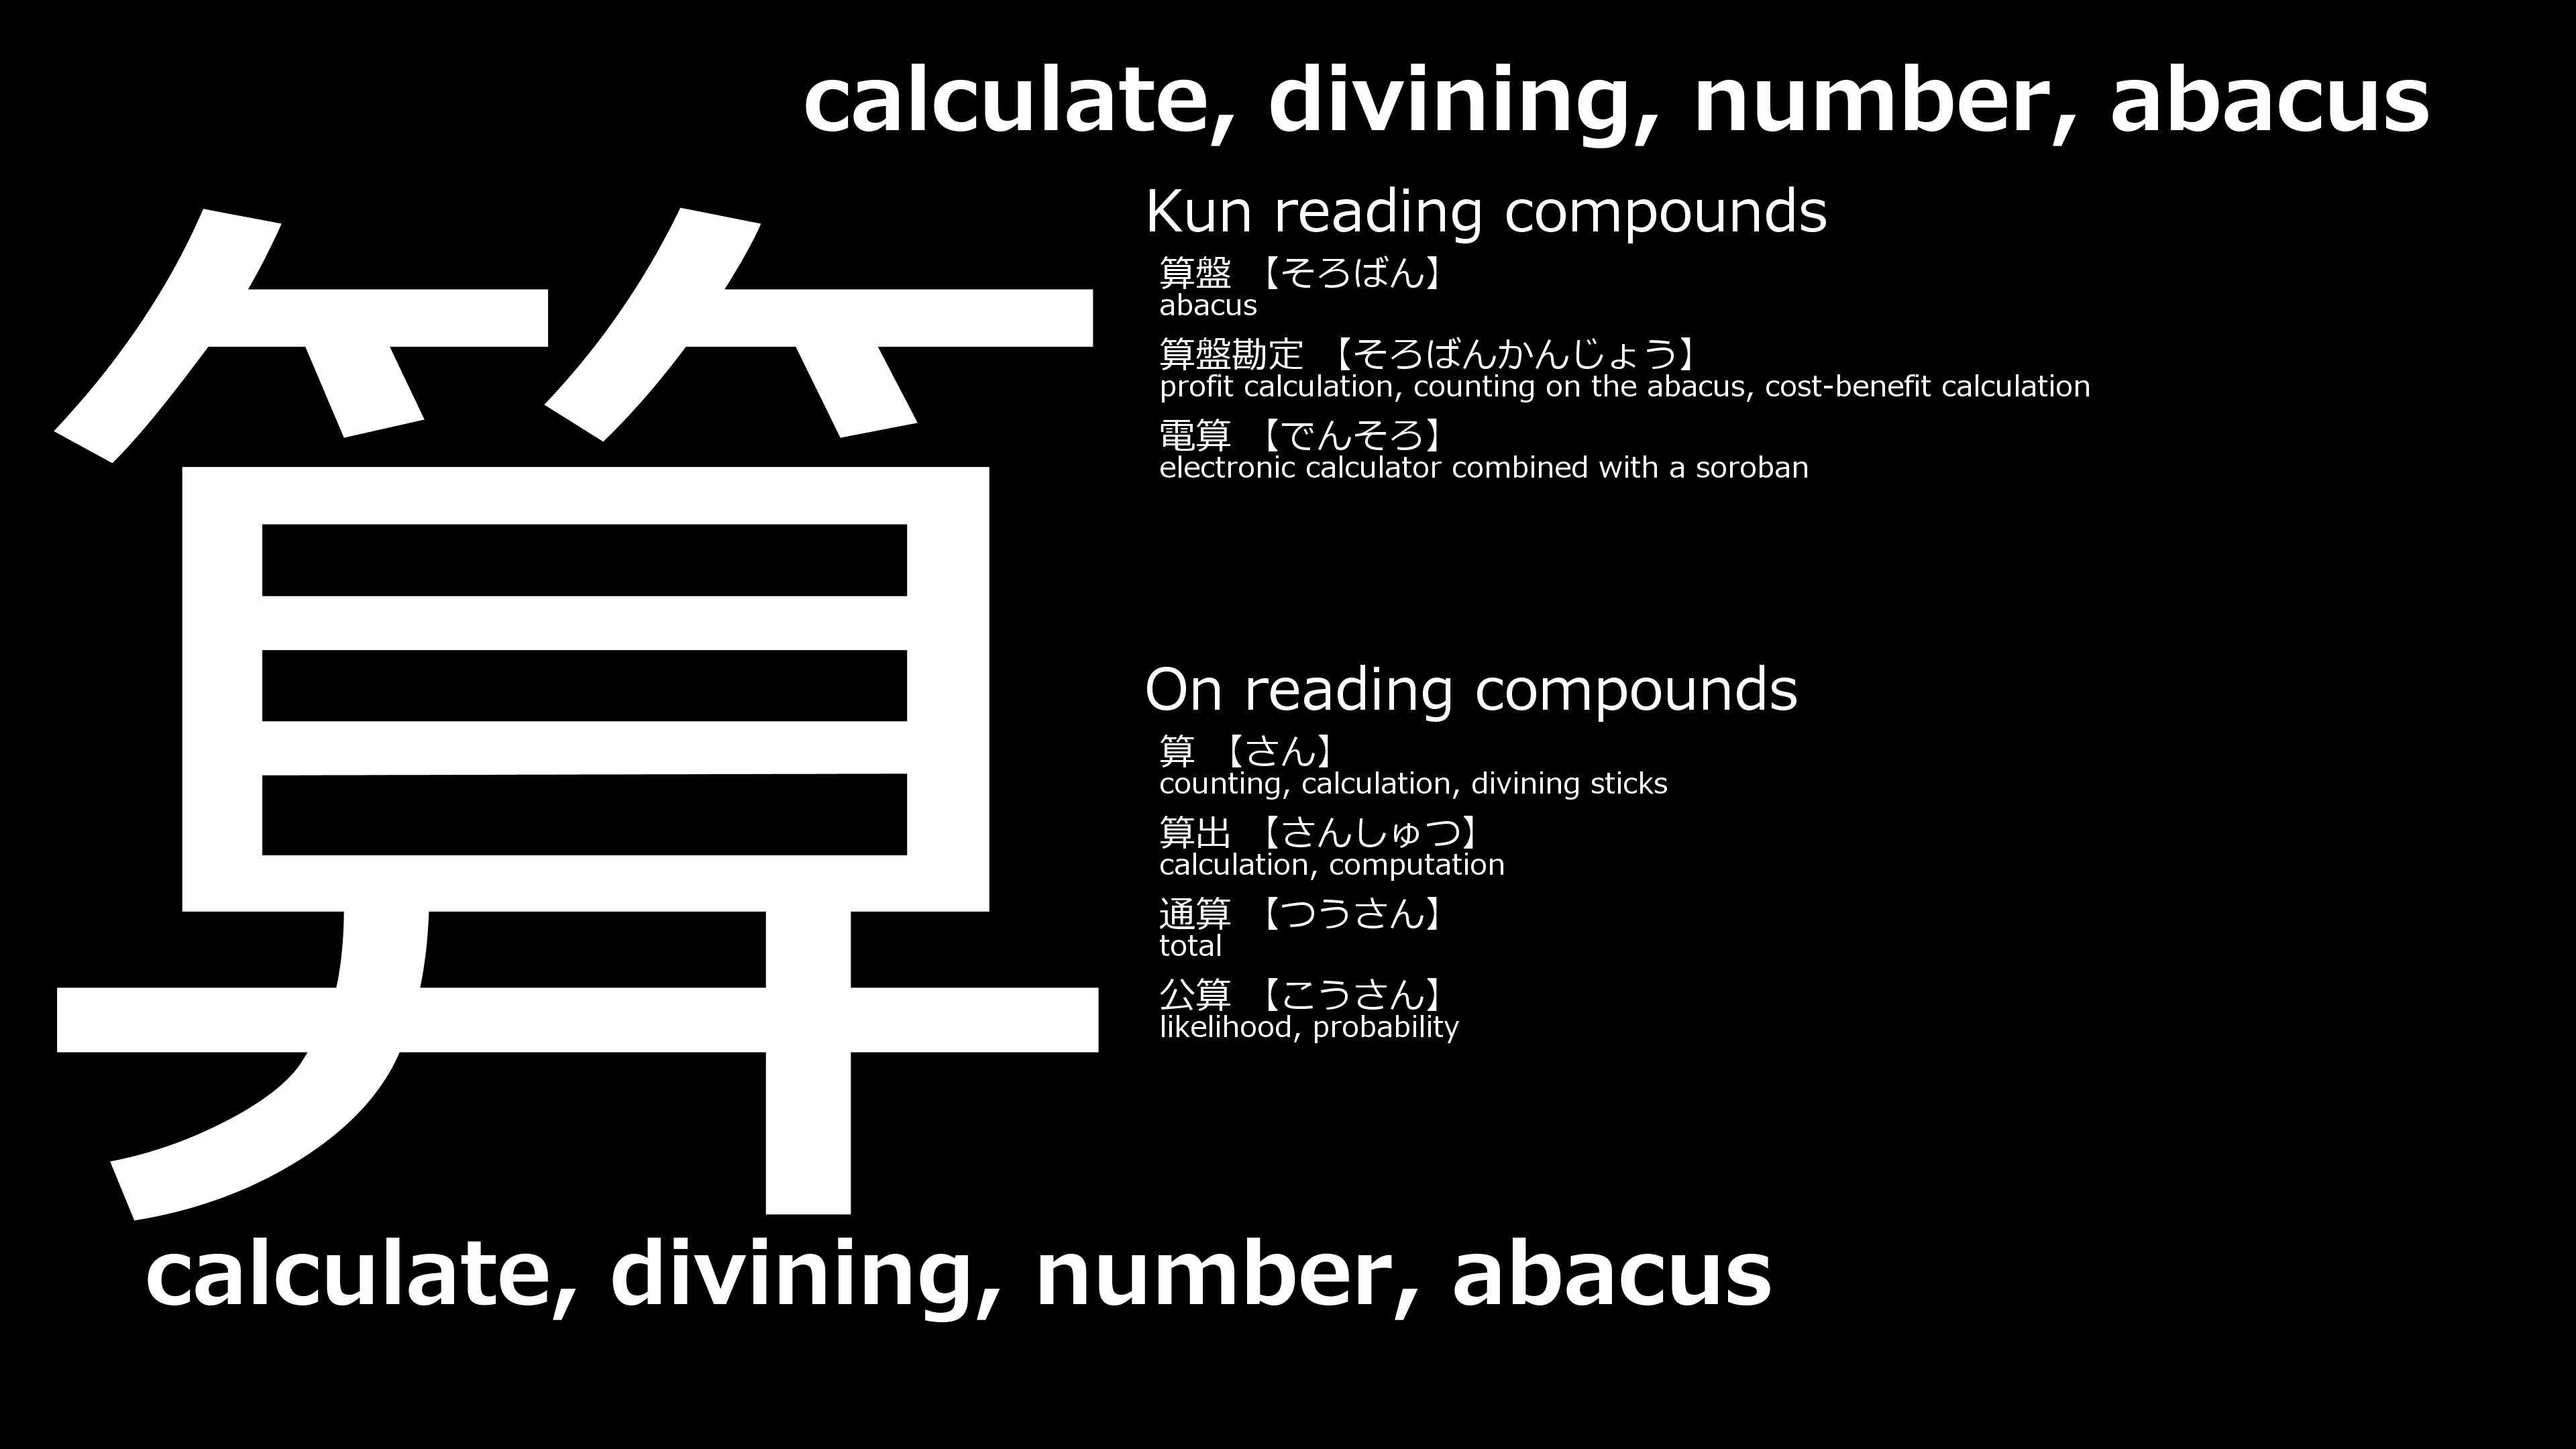 calculate, divining, number, abacus
算
Kun reading compounds
算盤 【そろばん】
abacus
算盤勘定 【そろばんかんじょう】
profit calculation, counting on the abacus, cost-benefit calculation
電算 【でんそろ】
electronic calculator combined with a soroban
On reading compounds
算 【さん】
counting, calculation, divining sticks
算出 【さんしゅつ】
calculation, computation
通算 【つうさん】
total
公算 【こうさん】
likelihood, probability
calculate, divining, number, abacus